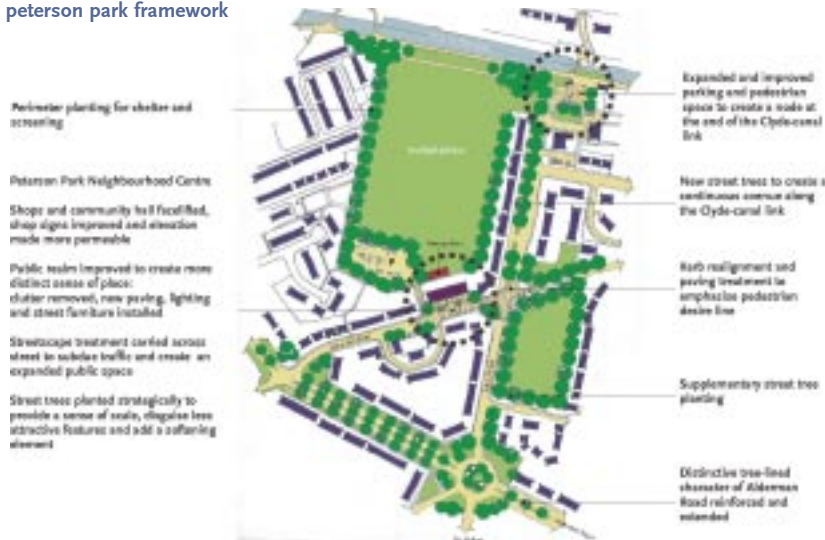 peterson park framework
Perimeter planting for shelter and
screening
Peterson Park Neighbourhood Centre
Shops and community hall facelifted,
shop signs improved and elevation
made more permeable
Public realm improved to create more
distinct sense of place:
clutter removed, new paving, lighting
and street furniture installed
Streetscape treatment carried across
street to subdue traffic and create an
expanded public space
Street trees planted strategically to
provide a sense of scale, disguise less
attractive features and add a softening
element
Expanded and improved
parking and pedestrian
space to create a node at
the end of the Clyde-canal
link
New street trees to create a
continuous avenue along
the Clyde-canal link
Kerb realignment and
paving treatment to
emphasise pedestrian
desire line
Supplementary street tree
planting
Distinctive tree-lined
character of Alderman
Road reinforced and
extended